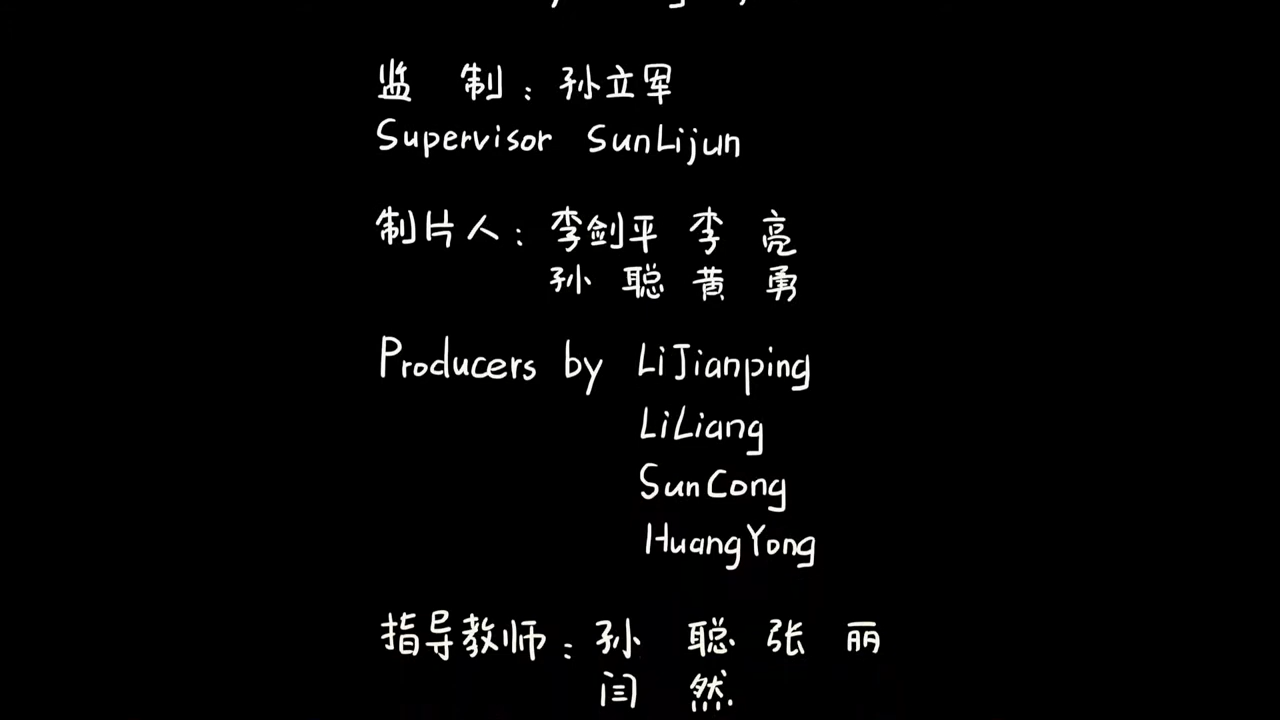 监 制：孙立军
Supervisor SunLijun
制片人：李剑平 李 亮
孙 聪 黄 勇
Producers by LiJianping
LiLiang
SunCong
HuangYong
指导教师：孙 聪 张 丽
闫 然